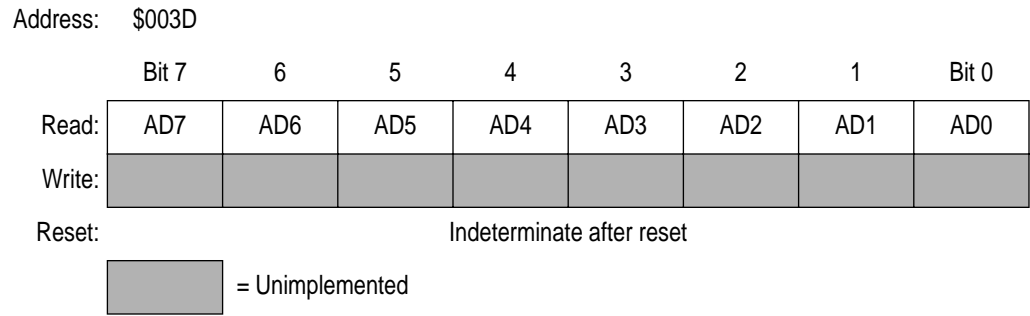 Address: $003D
Bit 7 6 5 4 3 2 1 Bit 0
Read: AD7 AD6 AD5 AD4 AD3 AD2 AD1 AD0
Write:
Reset: Indeterminate after reset
= Unimplemented